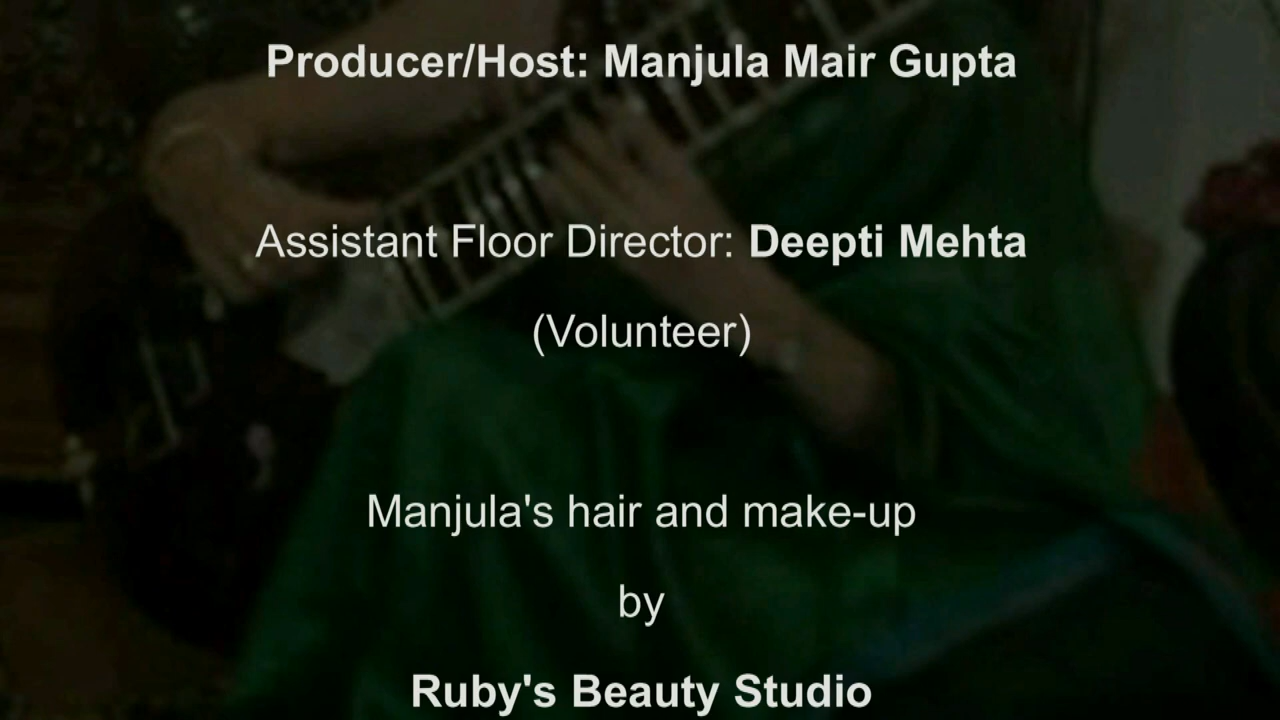 Producer/Host: Manjula Mair Gupta
Assistant Floor Director: Deepti Mehta
(Volunteer)
Manjula's hair and make-up
by
Ruby's Beauty Studio